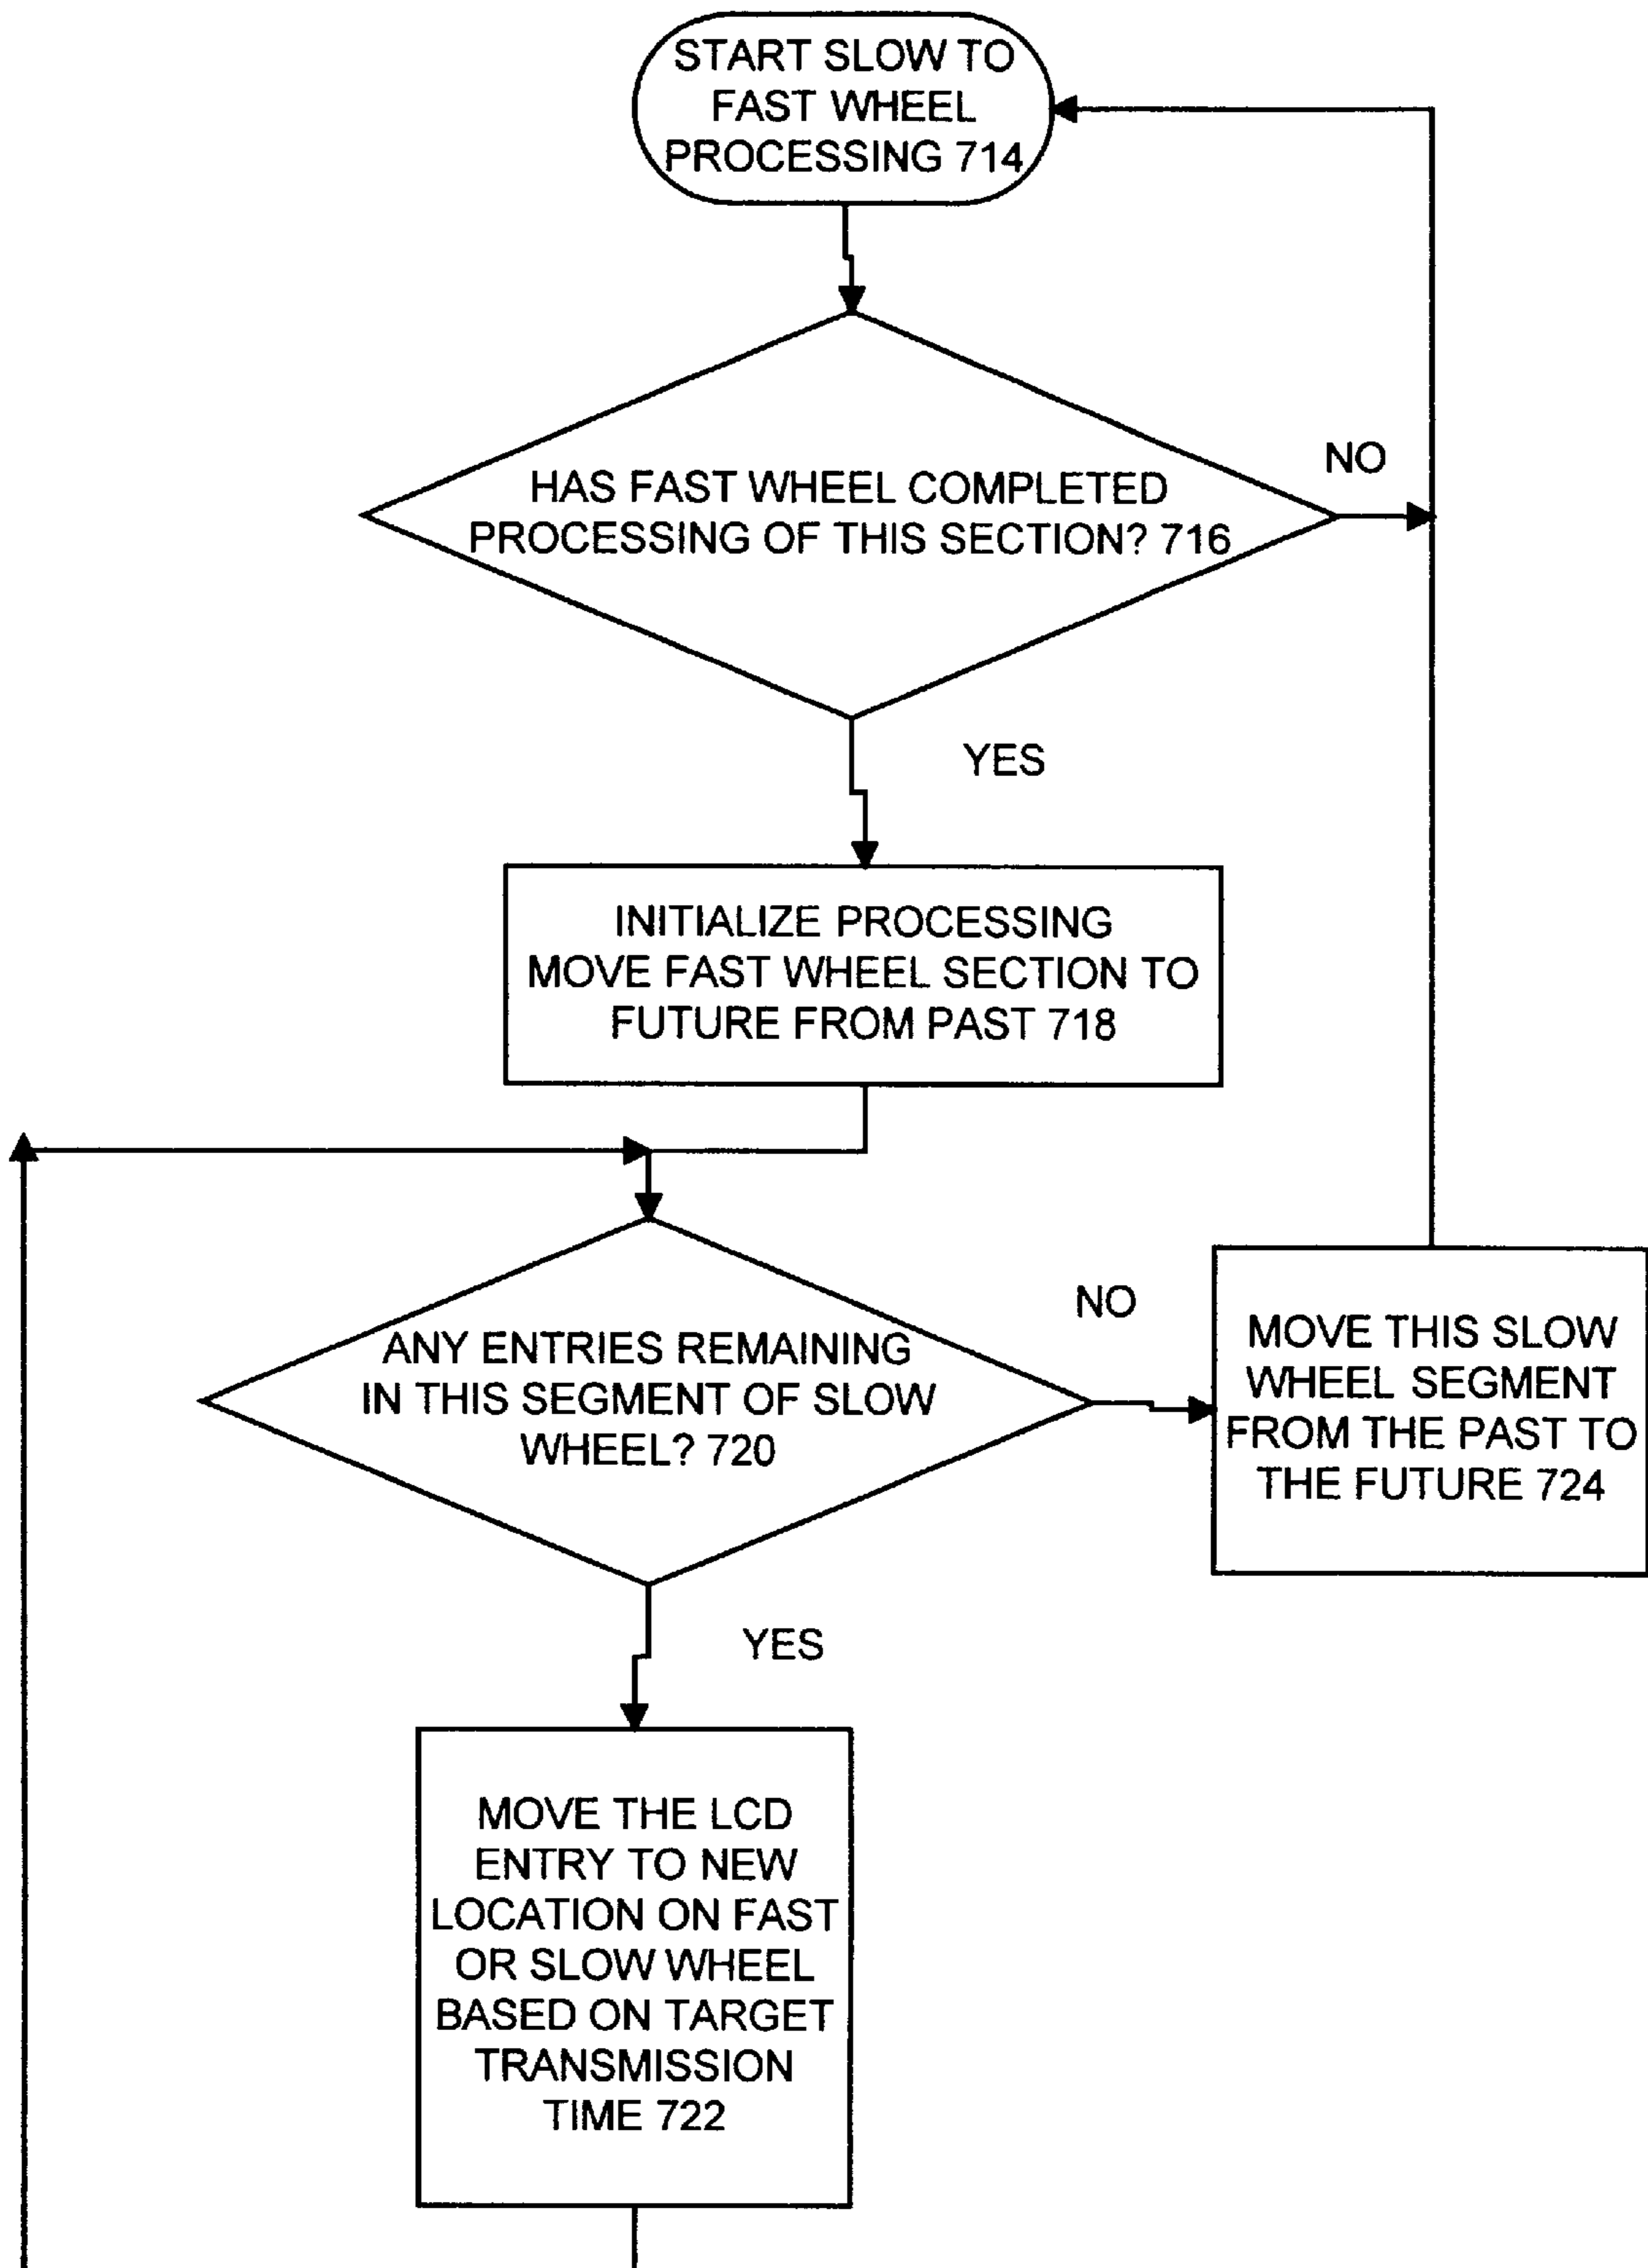 START SLOW TO
FAST WHEEL
PROCESSING 714
HAS FAST WHEEL COMPLETED
PROCESSING OF THIS SECTION? 716
NO
YES
INITIALIZE PROCESSING
MOVE FAST WHEEL SECTION TO
FUTURE FROM PAST 718
ANY ENTRIES REMAINING
IN THIS SEGMENT OF SLOW
WHEEL? 720
NO
MOVE THIS SLOW
WHEEL SEGMENT
FROM THE PAST TO
THE FUTURE 724
YES
MOVE THE LCD
ENTRY TO NEW
LOCATION ON FAST
OR SLOW WHEEL
BASED ON TARGET
TRANSMISSION
TIME 722